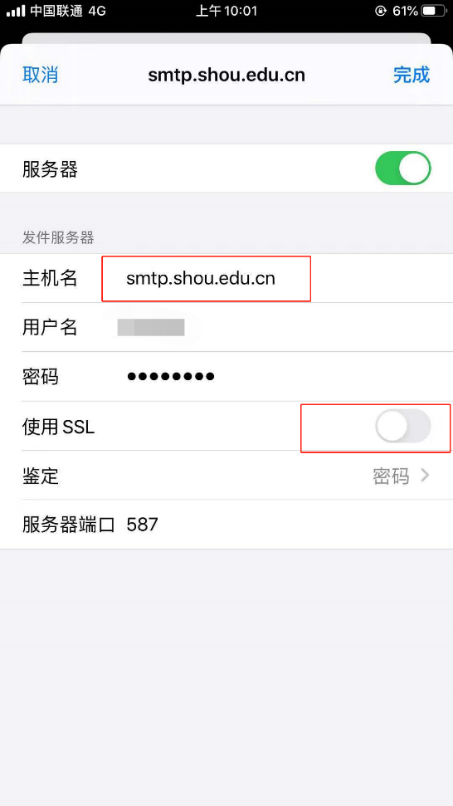 中国联通 4G 上午10:01 61%
取消 smtp.shou.edu.cn 完成
服务器
发件服务器
主机名 smtp.shou.edu.cn
用户名
密码 ●●●●●●●●
使用 SSL
鉴定 密码
服务器端口 587